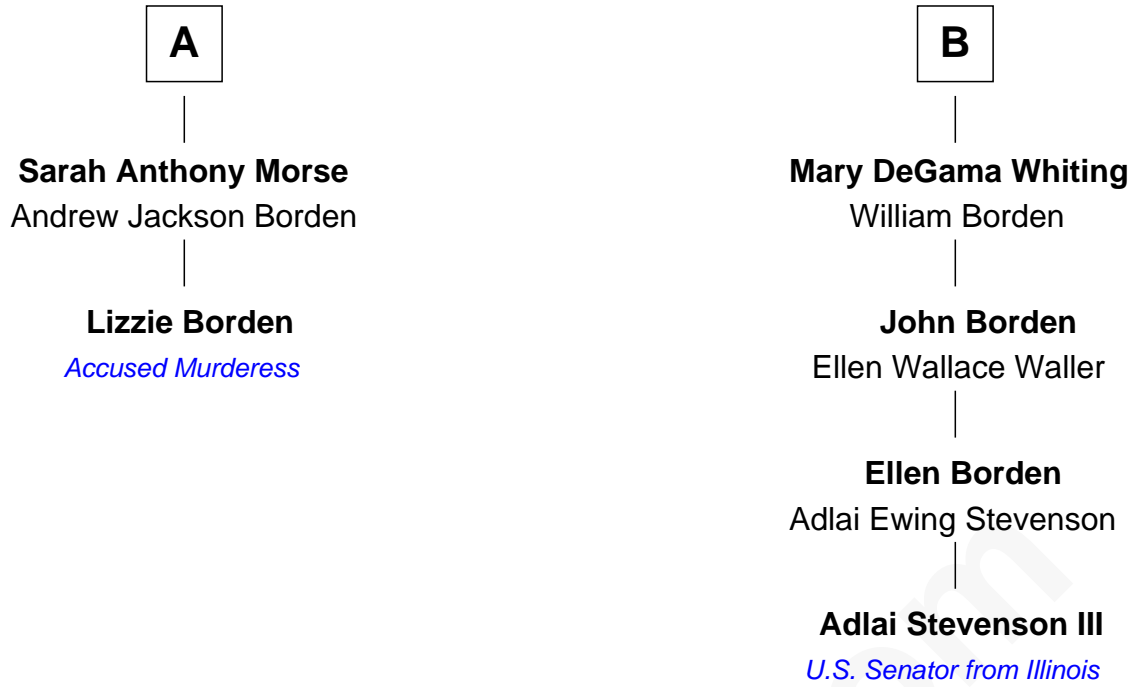 A
Sarah Anthony Morse
Andrew Jackson Borden
Lizzie Borden
Accused Murderess
B
Mary DeGama Whiting
William Borden
John Borden
Ellen Wallace Waller
Ellen Borden
Adlai Ewing Stevenson
Adlai Stevenson III
U.S. Senator from Illinois